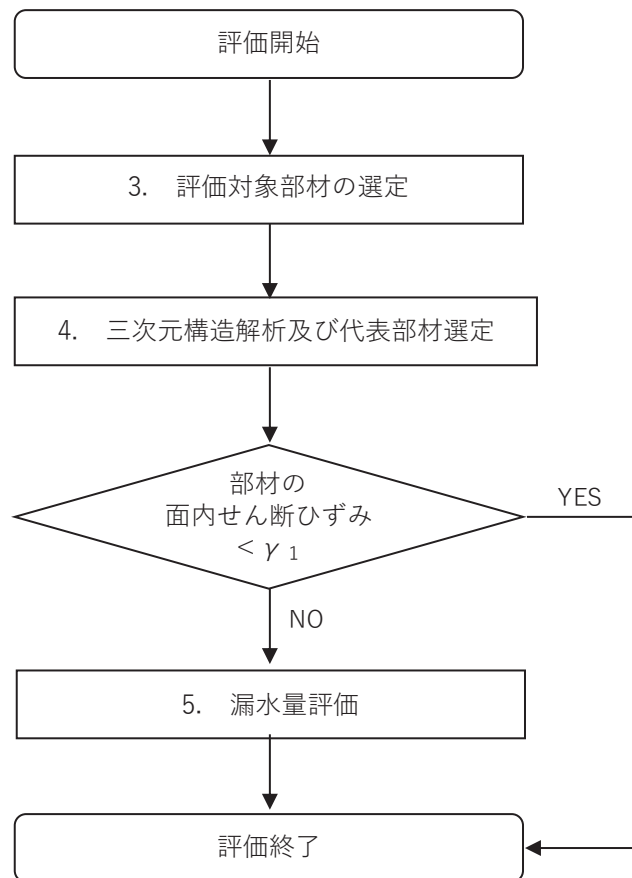 評価開始
3. 評価対象部材の選定
4. 三次元構造解析及び代表部材選定
部材の
面内せん断ひずみ
<γ1
YES
NO
5. 漏水量評価
評価終了